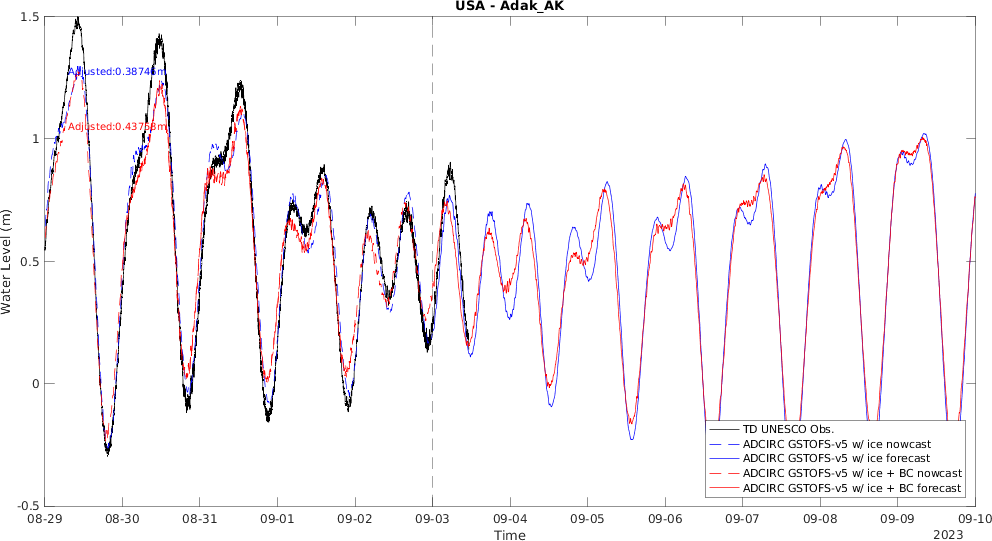 USA - Adak_AK
1.5
1
0.5
0
-0.5
Water Level (m)
Adjusted:0.38746m
Adjusted:0.43758m
TD UNESCO Obs.
ADCIRC GSTOFS-v5 w/ ice nowcast
ADCIRC GSTOFS-v5 w/ ice forecast
ADCIRC GSTOFS-v5 w/ ice + BC nowcast
ADCIRC GSTOFS-v5 w/ ice + BC forecast
08-29 08-30 08-31 09-01 09-02 09-03 09-04 09-05 09-06 09-07 09-08 09-09 09-10
Time
2023